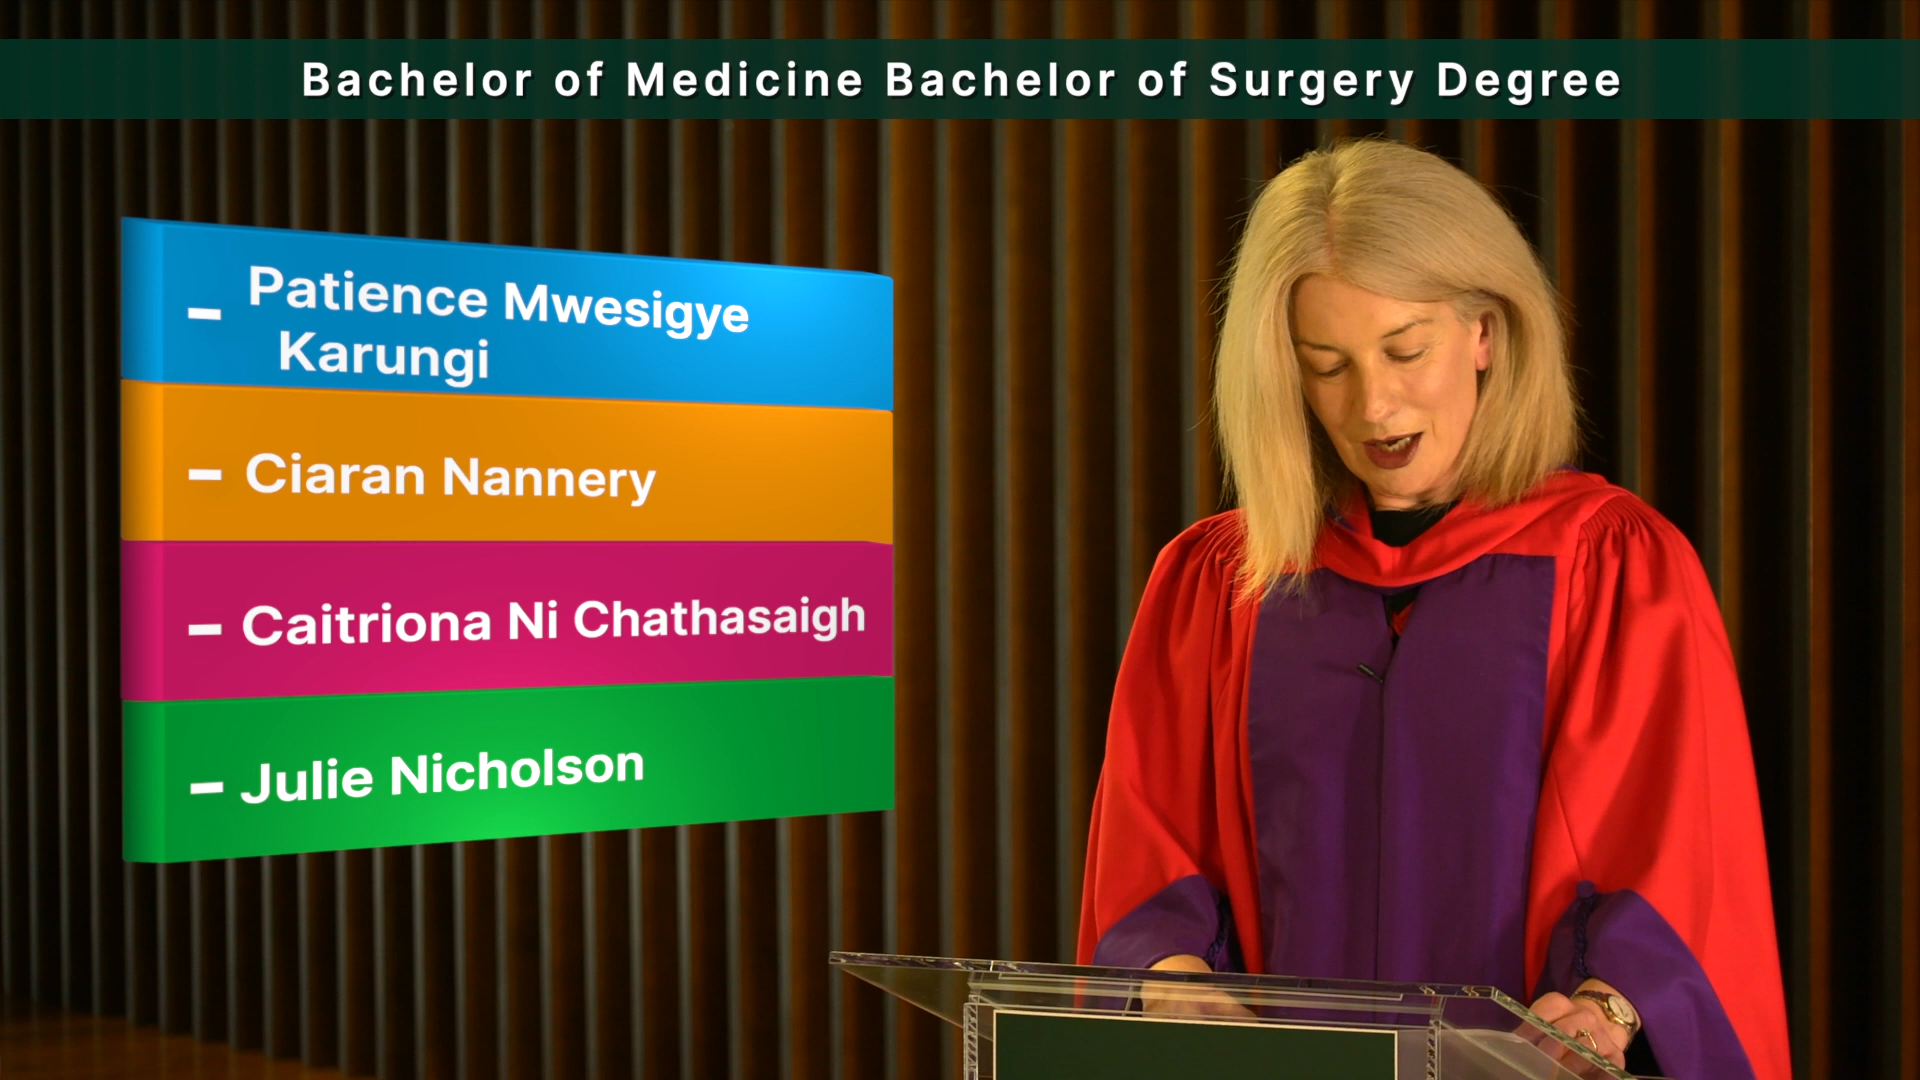 Bachelor of Medicine Bachelor of Surgery Degree
– Patience Mwesigye
Karungi
– Ciaran Nannery
– Caitriona Ni Chathasaigh
– Julie Nicholson